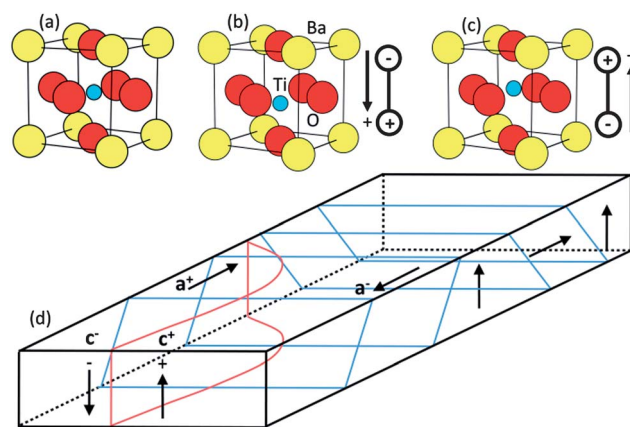 (a)
(b)
Ba
Ti
O
-
+
+
(c)
+
-
a⁺
a⁻
(d)
c⁻
c⁺
-
+